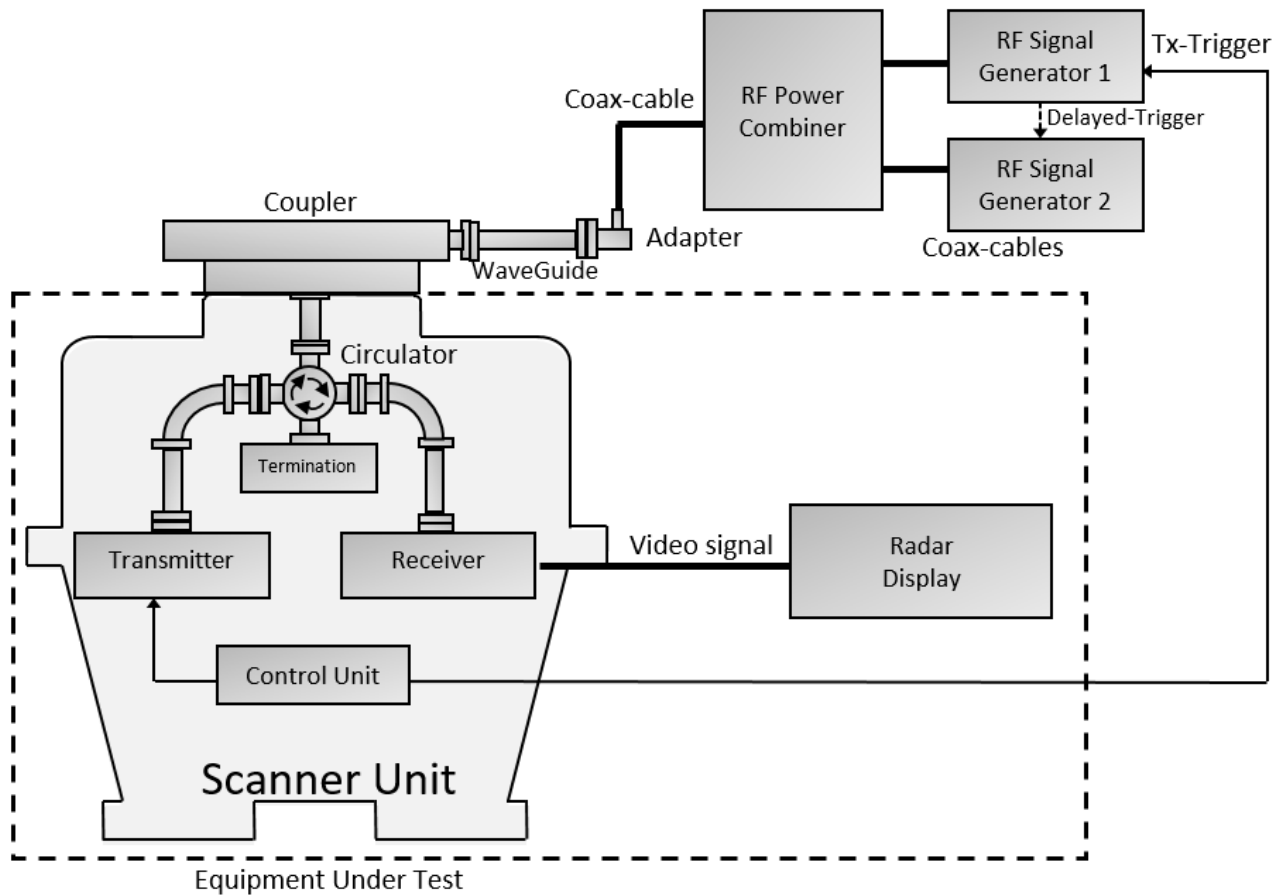 RF Signal
Generator 1
Tx-Trigger
Coax-cable
RF Power
Combiner
Delayed-Trigger
RF Signal
Generator 2
Coupler
Adapter
Coax-cables
WaveGuide
Circulator
Termination
Transmitter
Receiver
Video signal
Radar
Display
Control Unit
Scanner Unit
Equipment Under Test